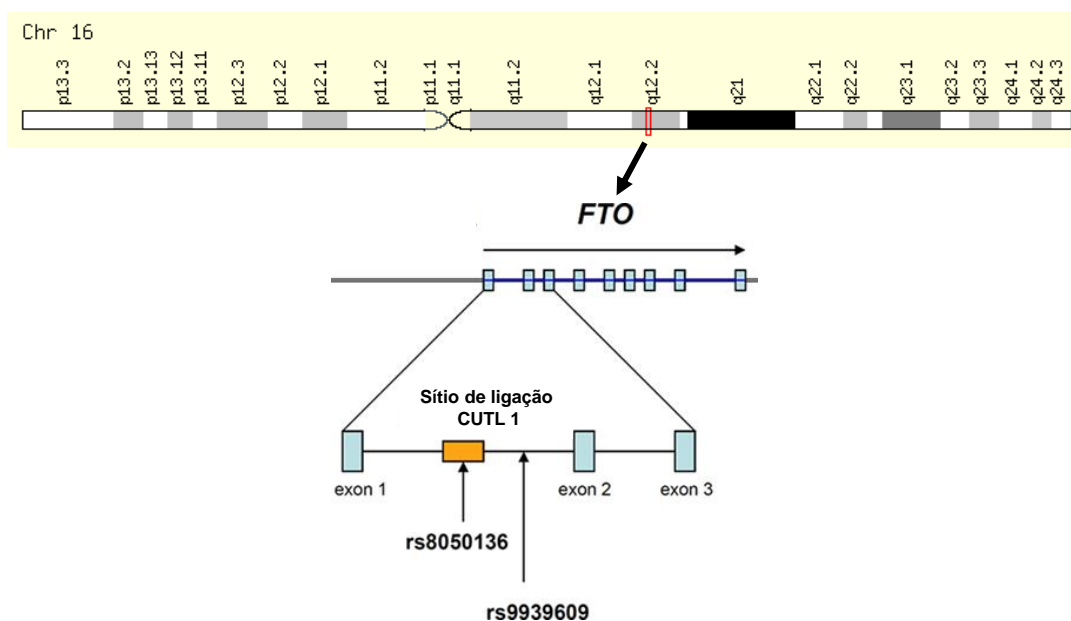 Chr 16
p13.3
p13.2
p13.13
p13.12
p13.11
p12.3
p12.2
p12.1
p11.2
p11.1
q11.1
q11.2
q12.1
q12.2
q21
q22.1
q22.2
q23.1
q23.2
q23.3
q24.1
q24.2
q24.3
FTO
Sítio de ligação
CUTL 1
exon 1
exon 2
exon 3
rs8050136
rs9939609